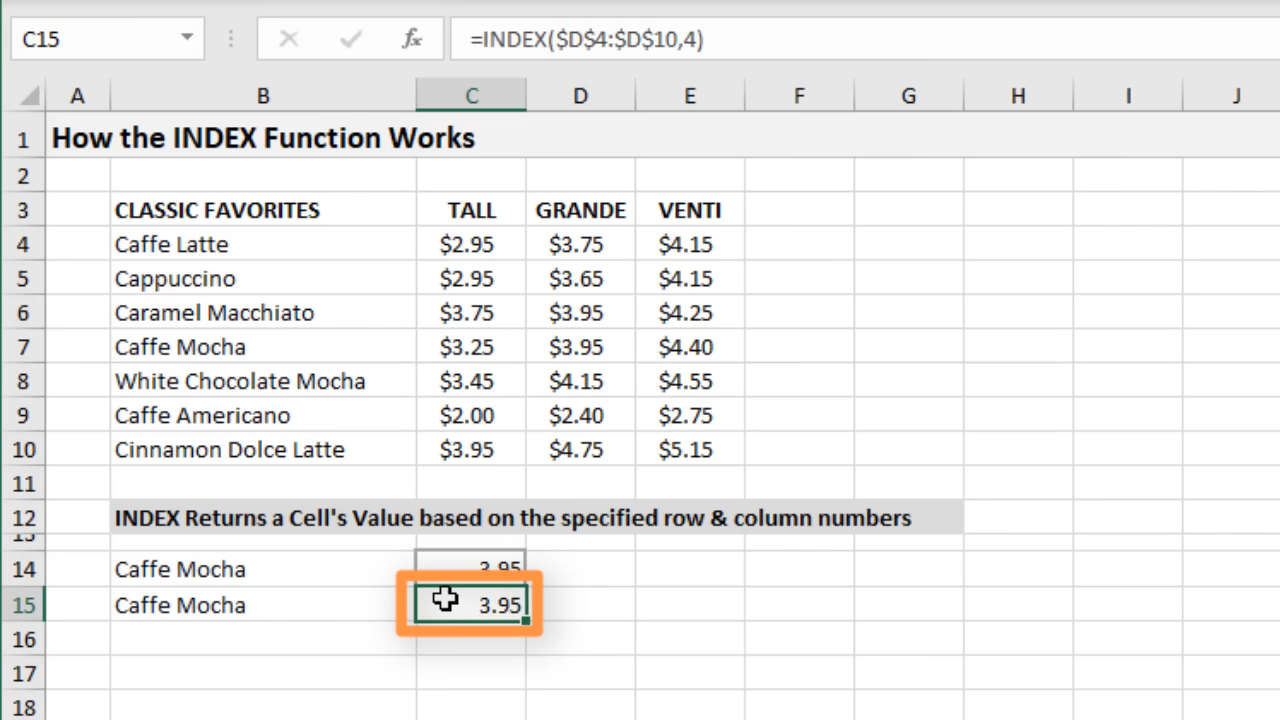 C15 fx =INDEX($D$4:$D$10,4)
A B C D E F G H I J
1 How the INDEX Function Works
2
3 CLASSIC FAVORITES TALL GRANDE VENTI
4 Caffe Latte $2.95 $3.75 $4.15
5 Cappuccino $2.95 $3.65 $4.15
6 Caramel Macchiato $3.75 $3.95 $4.25
7 Caffe Mocha $3.25 $3.95 $4.40
8 White Chocolate Mocha $3.45 $4.15 $4.55
9 Caffe Americano $2.00 $2.40 $2.75
10 Cinnamon Dolce Latte $3.95 $4.75 $5.15
11
12 INDEX Returns a Cell's Value based on the specified row & column numbers
13
14 Caffe Mocha 3.95
15 Caffe Mocha 3.95
16
17
18